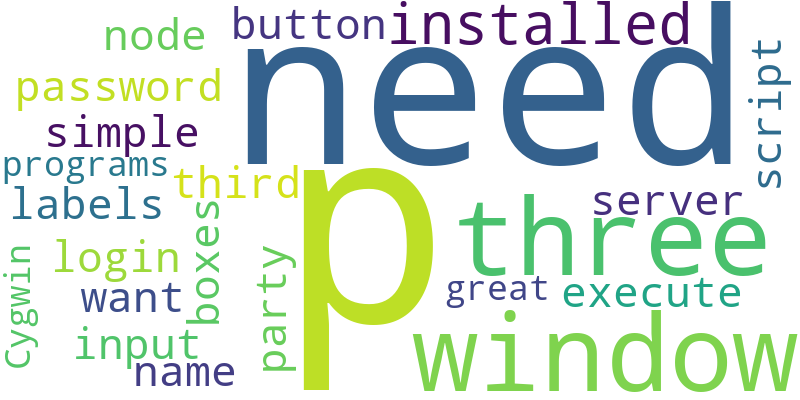 button
installed
node
need
script
password
simple
programs
third
p
labels
boxes
server
three
login
party
Cygwin
want
great
execute
input
window
name